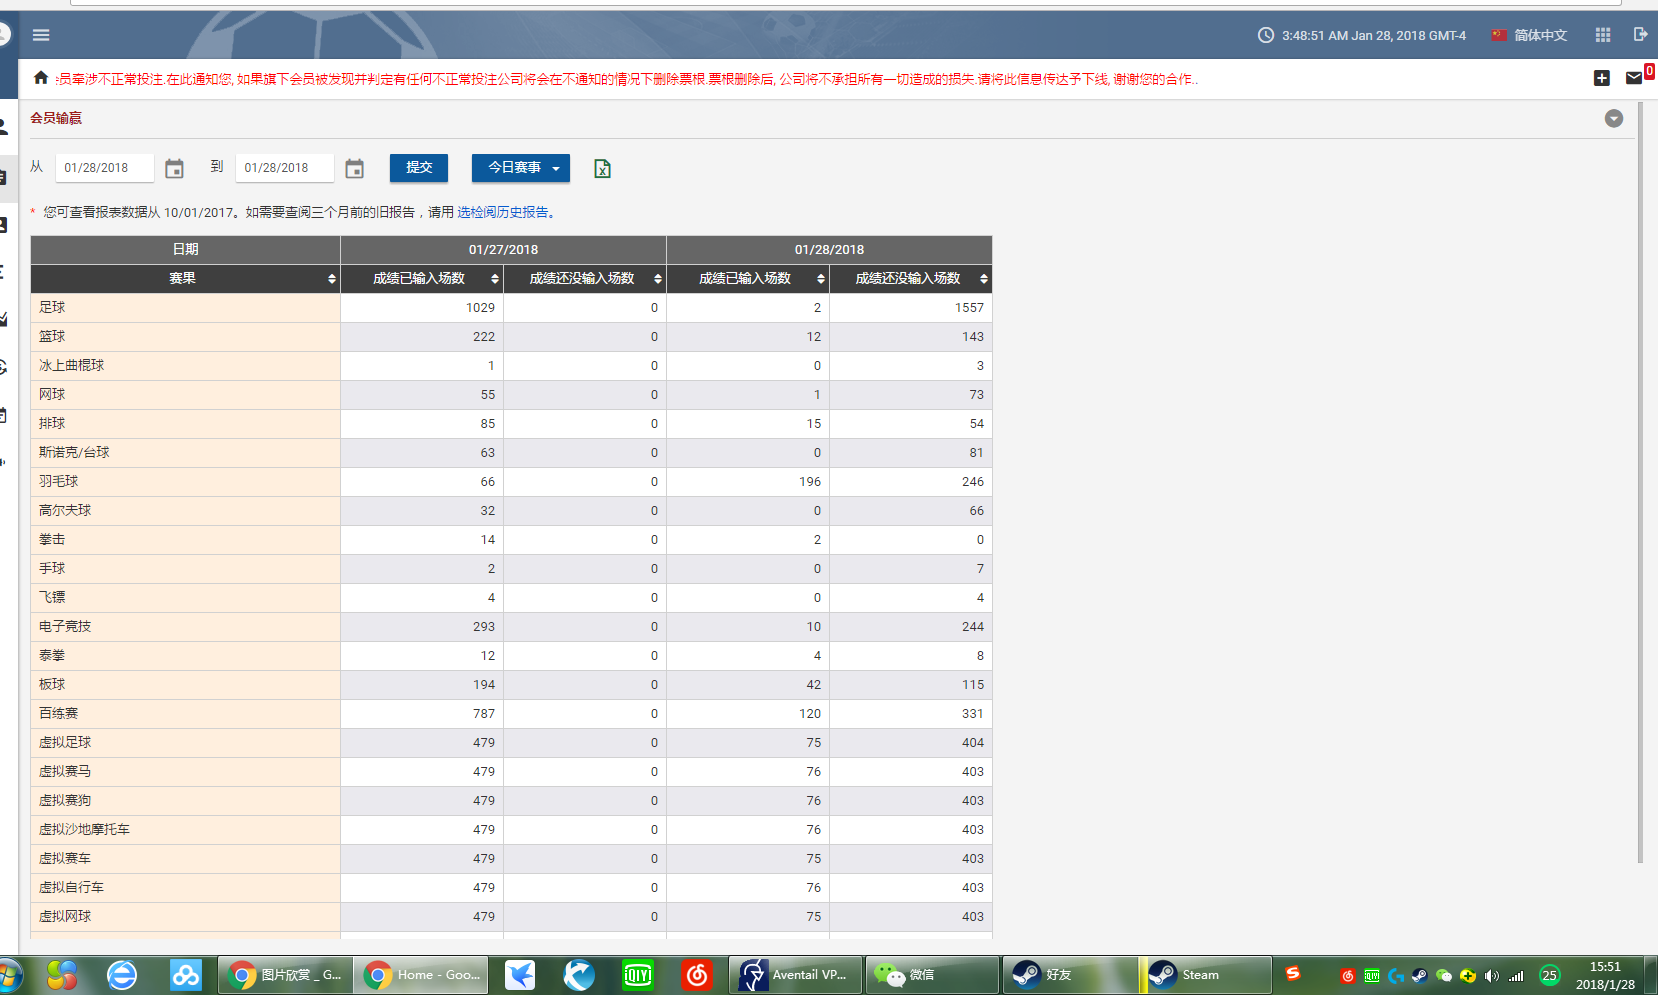 3:48:51 AM Jan 28, 2018 GMT-4 简体中文
员牵涉不正常投注.在此通知您, 如果旗下会员被发现并判定有任何不正常投注公司将会在不通知的情况下删除票根.票根删除后, 公司将不承担所有一切造成的损失.请将此信息传达予下线, 谢谢您的合作..
0
会员输赢
从 01/28/2018 到 01/28/2018 提交 今日赛事
* 您可查看报表数据从 10/01/2017。如需要查阅三个月前的旧报告，请用 选检阅历史报告。
日期 01/27/2018 01/28/2018
赛果 成绩已输入场数 成绩还没输入场数 成绩已输入场数 成绩还没输入场数
足球 1029 0 2 1557
篮球 222 0 12 143
冰上曲棍球 1 0 0 3
网球 55 0 1 73
排球 85 0 15 54
斯诺克/台球 63 0 0 81
羽毛球 66 0 196 246
高尔夫球 32 0 0 66
拳击 14 0 2 0
手球 2 0 0 7
飞镖 4 0 0 4
电子竞技 293 0 10 244
泰拳 12 0 4 8
板球 194 0 42 115
百练赛 787 0 120 331
虚拟足球 479 0 75 404
虚拟赛马 479 0 76 403
虚拟赛狗 479 0 76 403
虚拟沙地摩托车 479 0 76 403
虚拟赛车 479 0 75 403
虚拟自行车 479 0 76 403
虚拟网球 479 0 75 403
图片欣赏 _ G... Home - Goo... QIYI Aventail VP... 微信 好友 Steam 25 15:51
2018/1/28